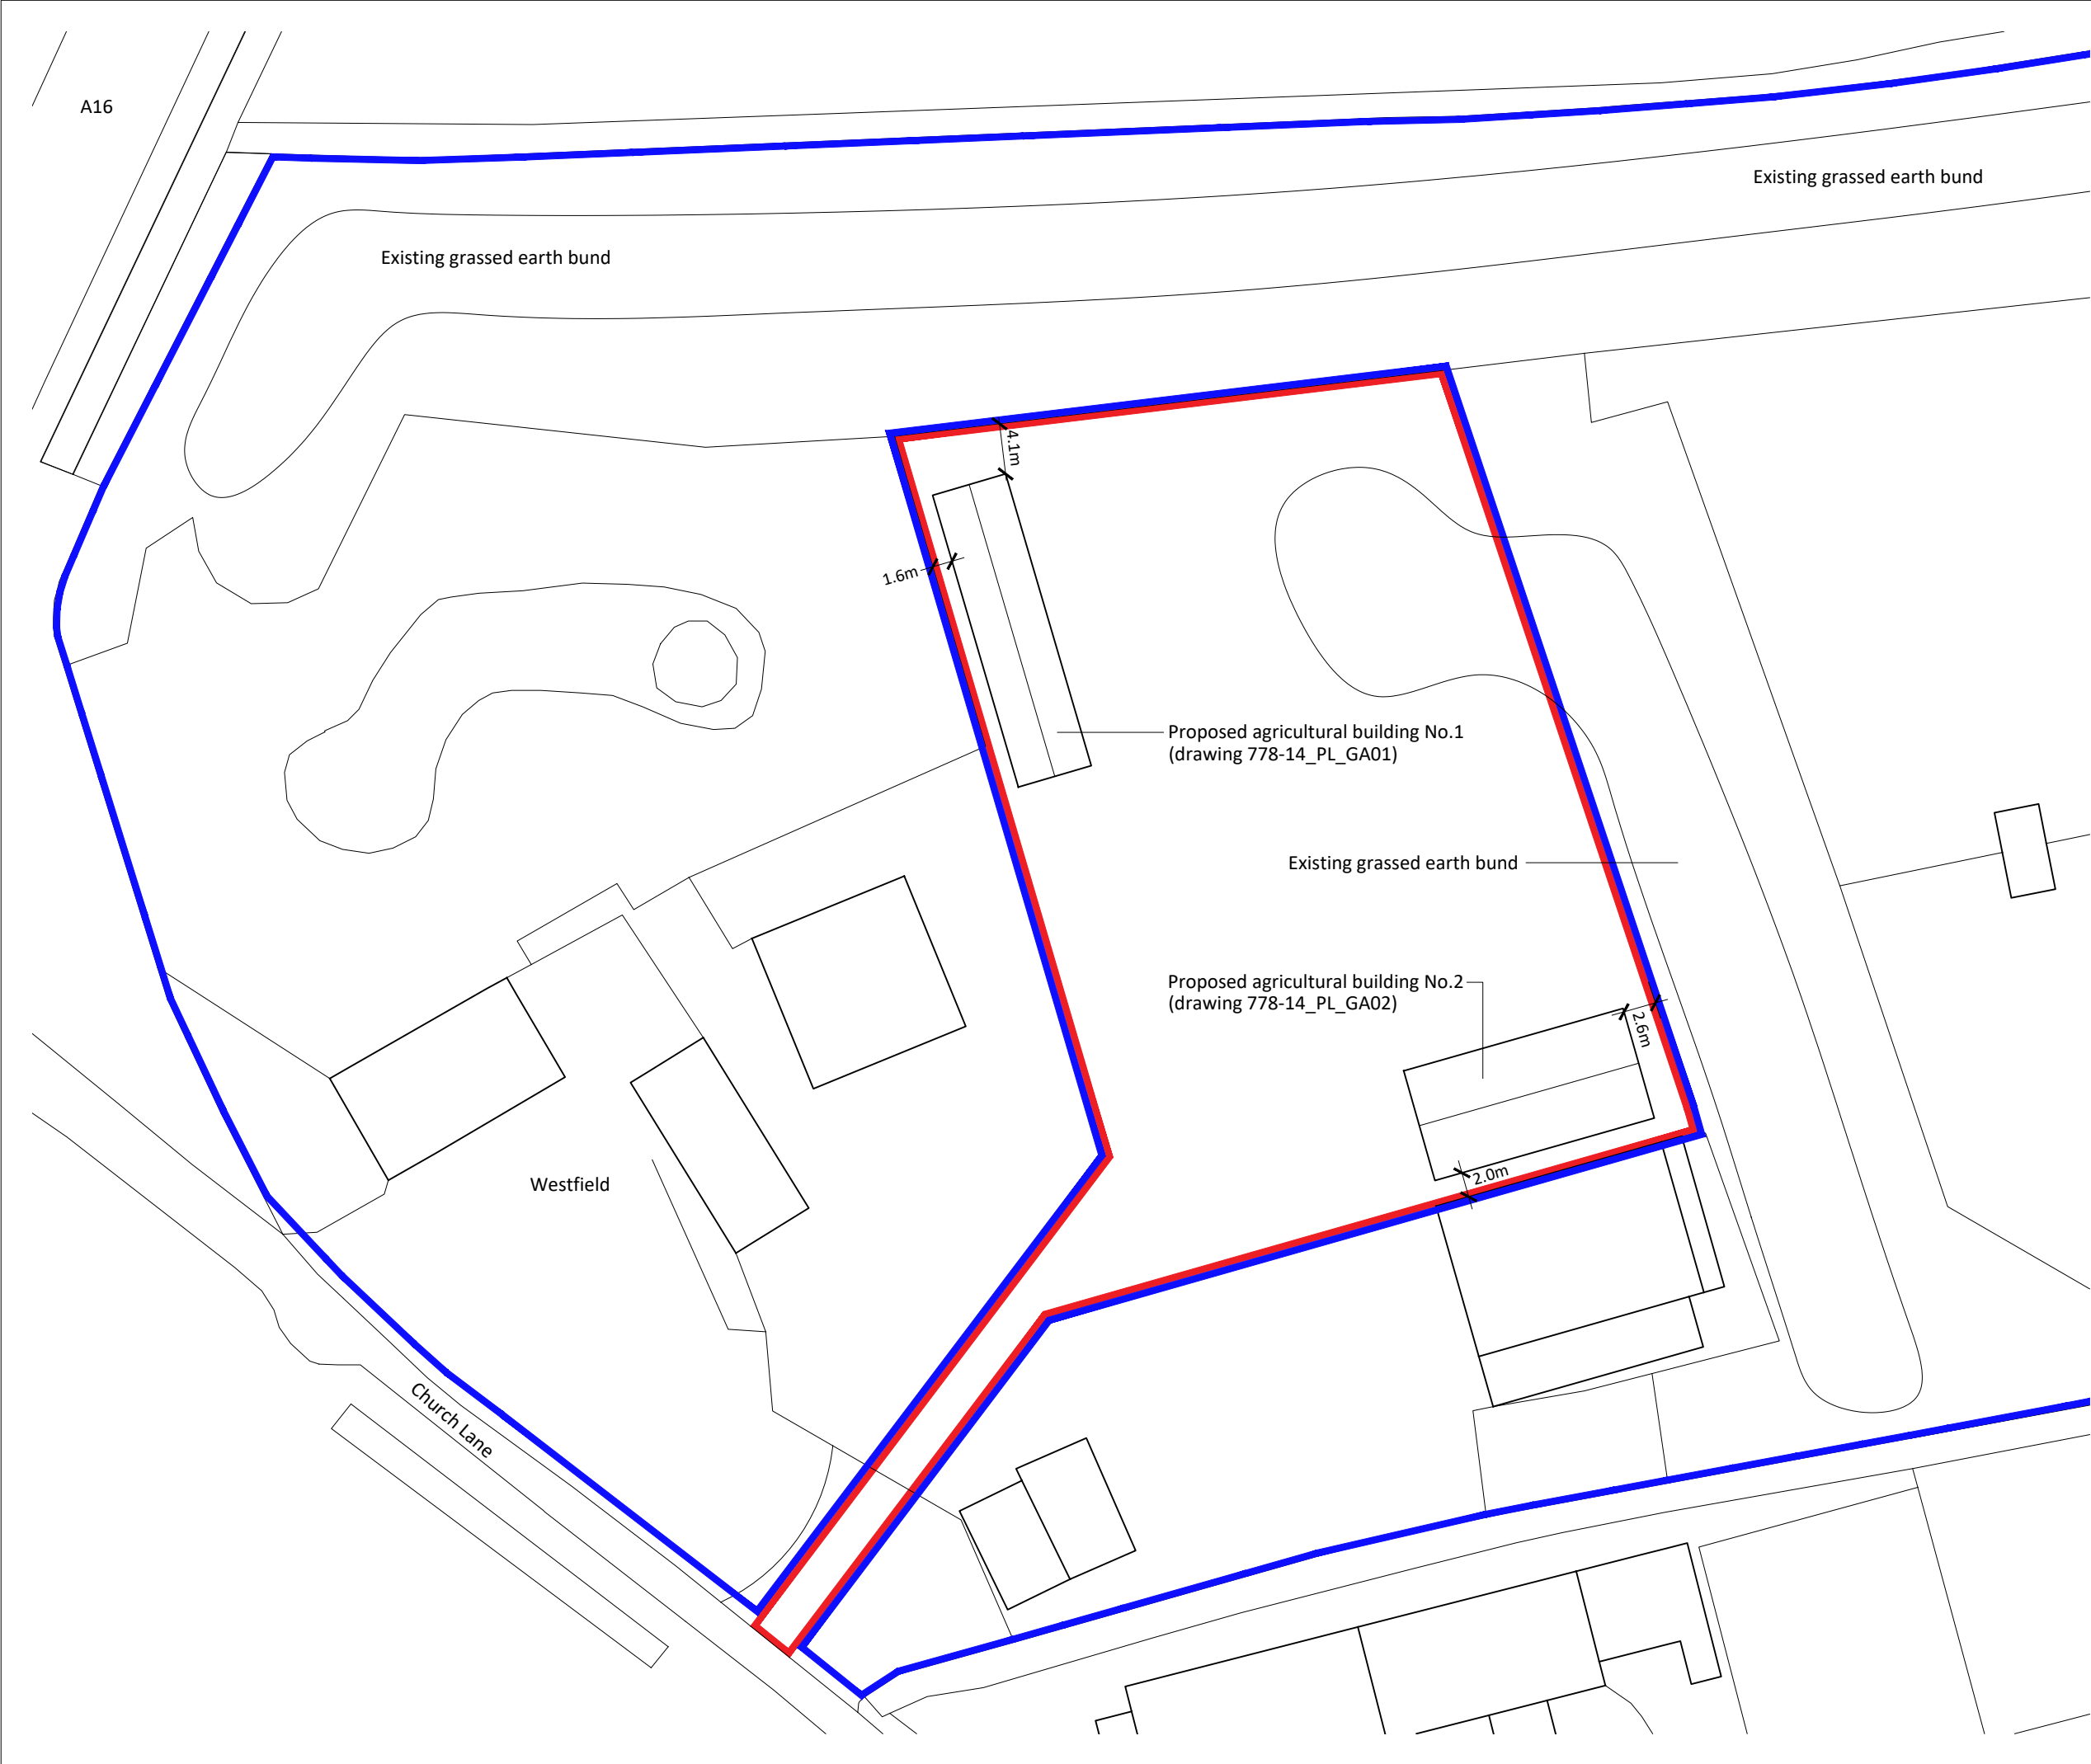 A16
Existing grassed earth bund
Existing grassed earth bund
4.1m
1.6m
Proposed agricultural building No.1
(drawing 778-14_PL_GA01)
Existing grassed earth bund
Proposed agricultural building No.2
(drawing 778-14_PL_GA02)
2.6m
2.0m
Westfield
Church Lane